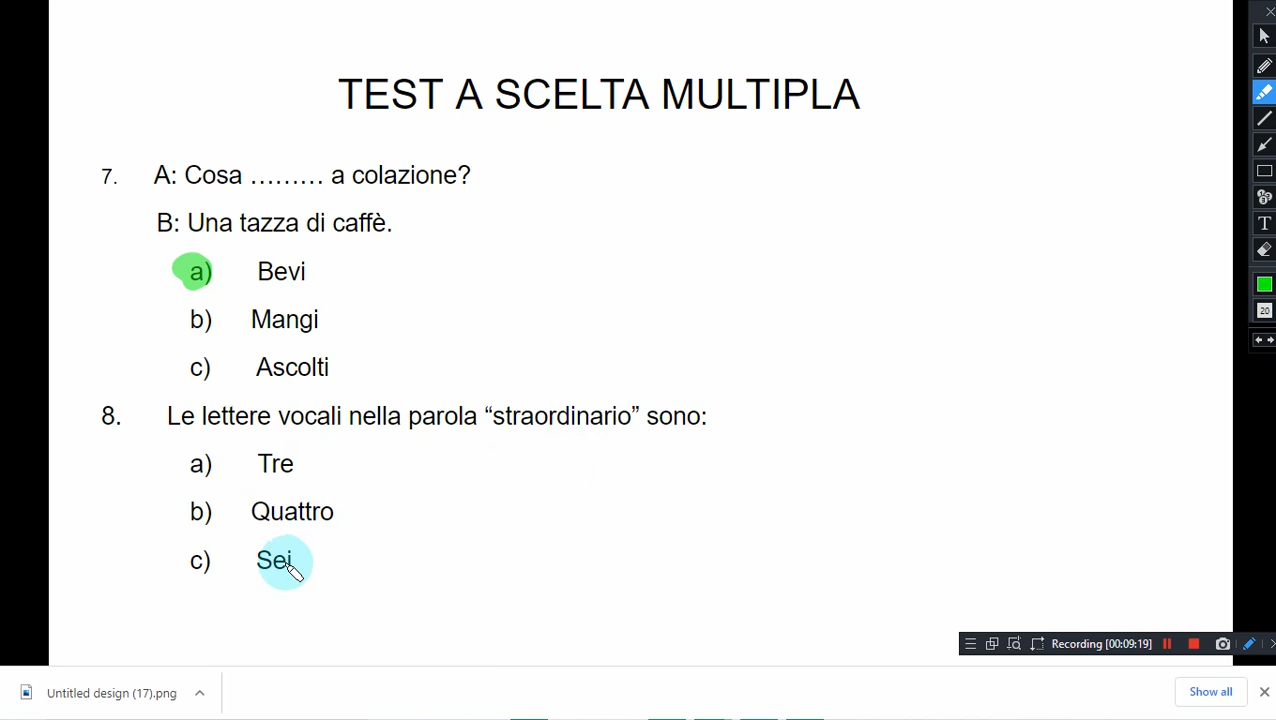 TEST A SCELTA MULTIPLA
7. A: Cosa ……… a colazione?
B: Una tazza di caffè.
a) Bevi
b) Mangi
c) Ascolti
8. Le lettere vocali nella parola “straordinario” sono:
a) Tre
b) Quattro
c) Sei
T
20
Recording [00:09:19]
Untitled design (17).png
Show all